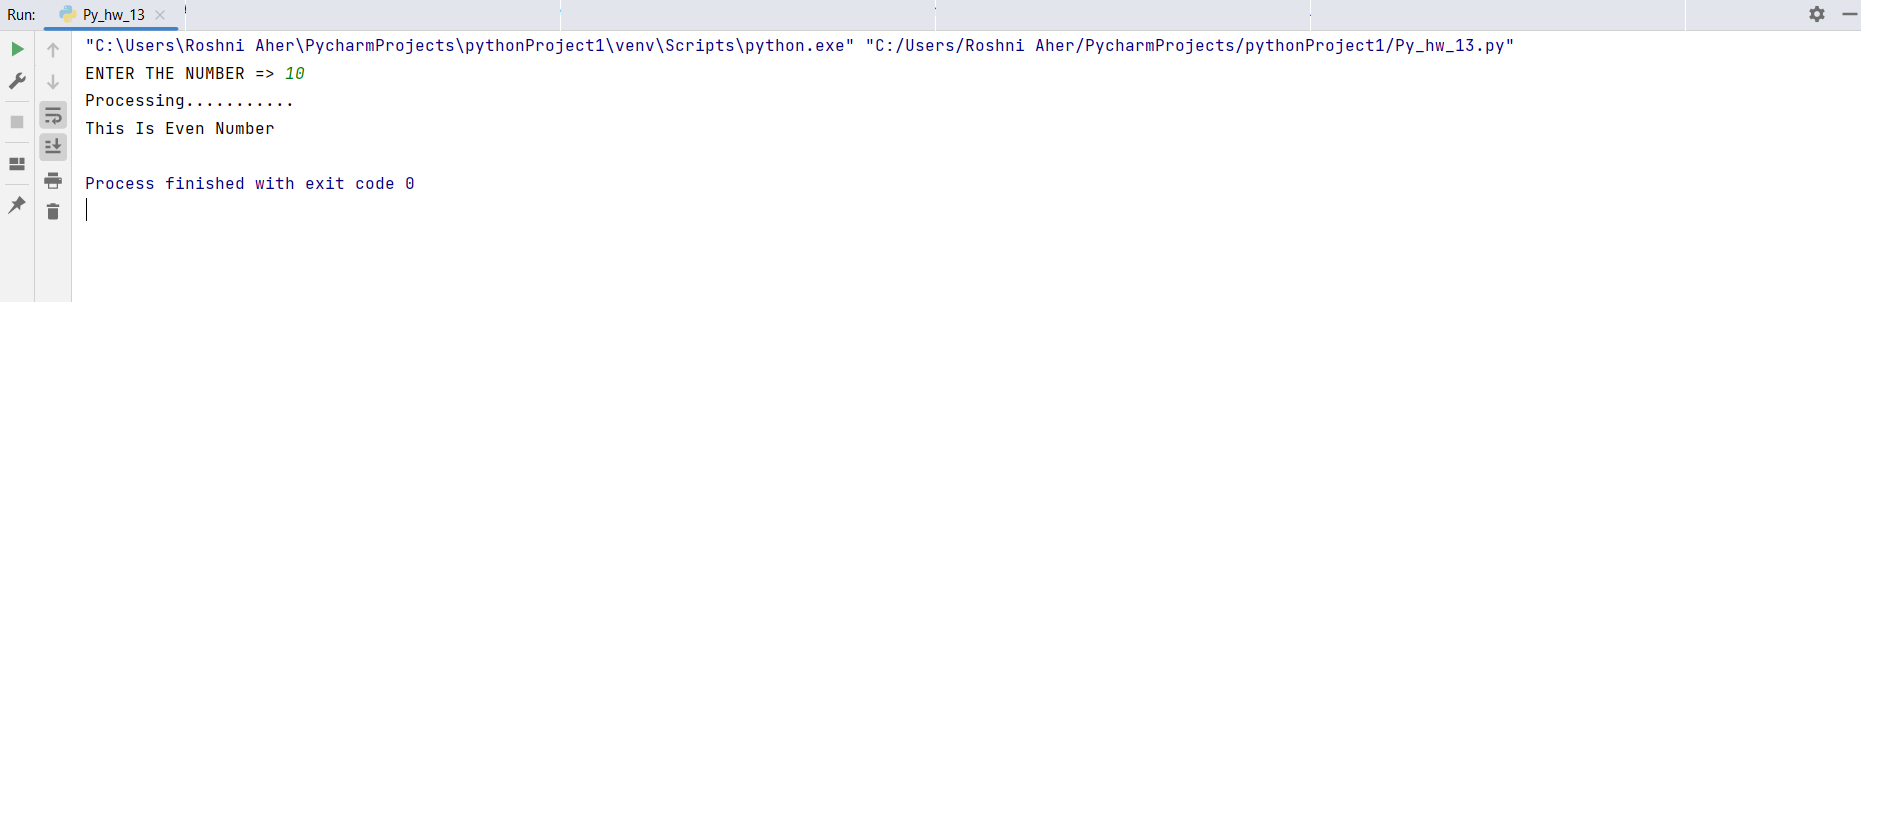 Run: Py_hw_13
"C:\Users\Roshni Aher\PycharmProjects\pythonProject1\venv\Scripts\python.exe" "C:/Users/Roshni Aher/PycharmProjects/pythonProject1/Py_hw_13.py"
ENTER THE NUMBER => 10
Processing...........
This Is Even Number
Process finished with exit code 0